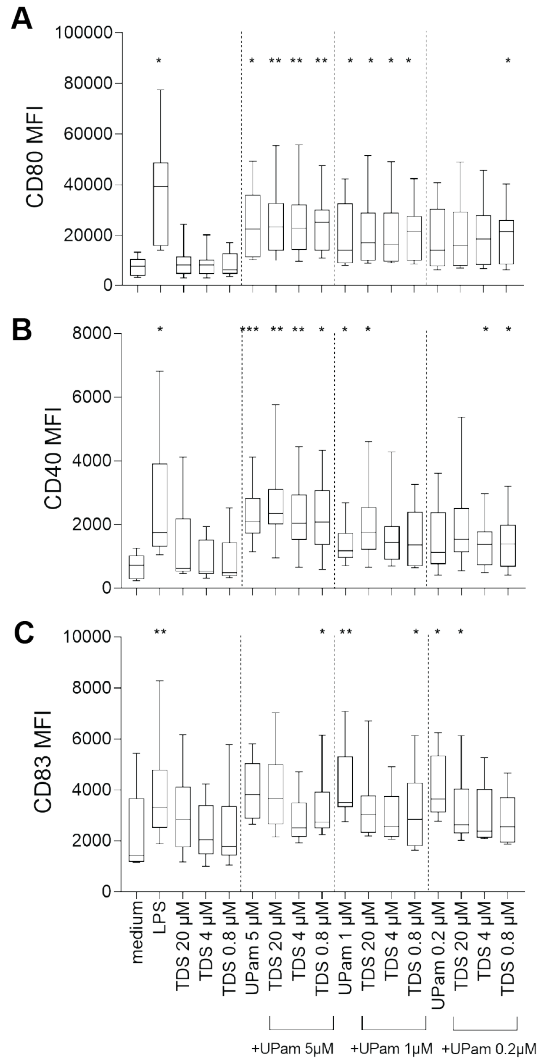 A
100000
80000
60000
40000
20000
0
CD80 MFI
* * ** ** ** * * * * *
B
8000
6000
4000
2000
0
CD40 MFI
* *** ** ** * * * * *
C
10000
8000
6000
4000
2000
0
CD83 MFI
** * ** * * *
medium
LPS
TDS 20 µM
TDS 4 µM
TDS 0.8 µM
UPam 5 µM
TDS 20 µM
TDS 4 µM
TDS 0.8 µM
UPam 1 µM
TDS 20 µM
TDS 4 µM
TDS 0.8 µM
UPam 0.2 µM
TDS 20 µM
TDS 4 µM
TDS 0.8 µM
+UPam 5µM +UPam 1µM +UPam 0.2µM